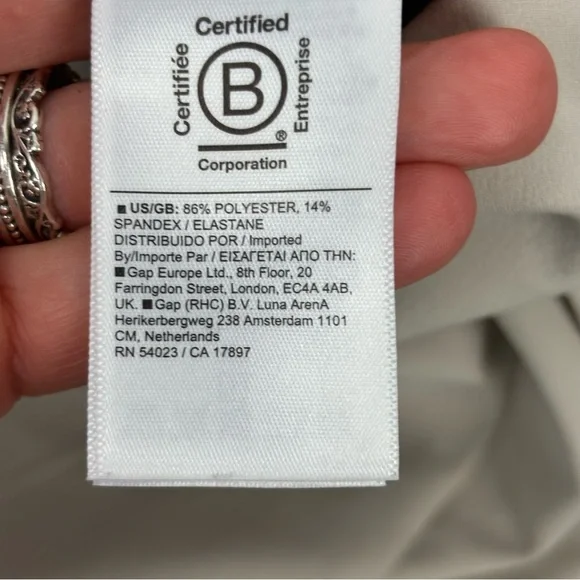 Certified
Certifiée
B
Entreprise
®
Corporation
■ US/GB: 86% POLYESTER, 14%
SPANDEX / ELASTANE
DISTRIBUIDO POR / Imported
By/Importe Par / ΕΙΣΑΓΕΤΑΙ ΑΠΟ ΤΗΝ:
■ Gap Europe Ltd., 8th Floor, 20
Farringdon Street, London, EC4A 4AB,
UK. ■ Gap (RHC) B.V. Luna ArenA
Herikerbergweg 238 Amsterdam 1101
CM, Netherlands
RN 54023 / CA 17897